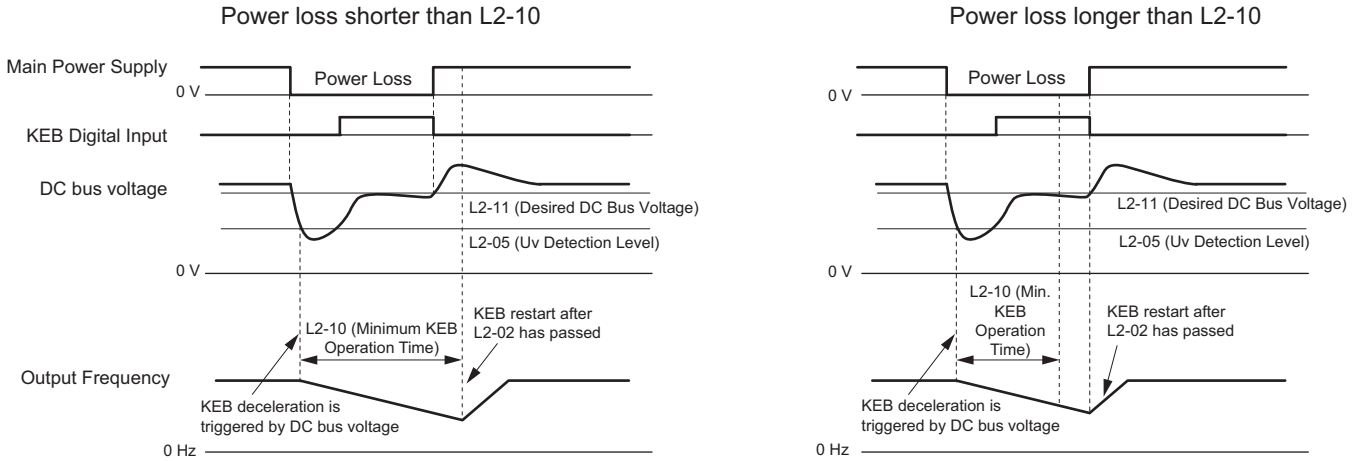 Power loss shorter than L2-10
Main Power Supply
Power Loss
0 V
KEB Digital Input
DC bus voltage
L2-11 (Desired DC Bus Voltage)
L2-05 (Uv Detection Level)
0 V
L2-10 (Minimum KEB
Operation Time)
KEB restart after
L2-02 has passed
Output Frequency
KEB deceleration is
triggered by DC bus voltage
0 Hz
Power loss longer than L2-10
Power Loss
0 V
L2-11 (Desired DC Bus Voltage)
L2-05 (Uv Detection Level)
0 V
L2-10 (Min.
KEB
Operation
Time)
KEB restart after
L2-02 has passed
KEB deceleration is
triggered by DC bus voltage
0 Hz